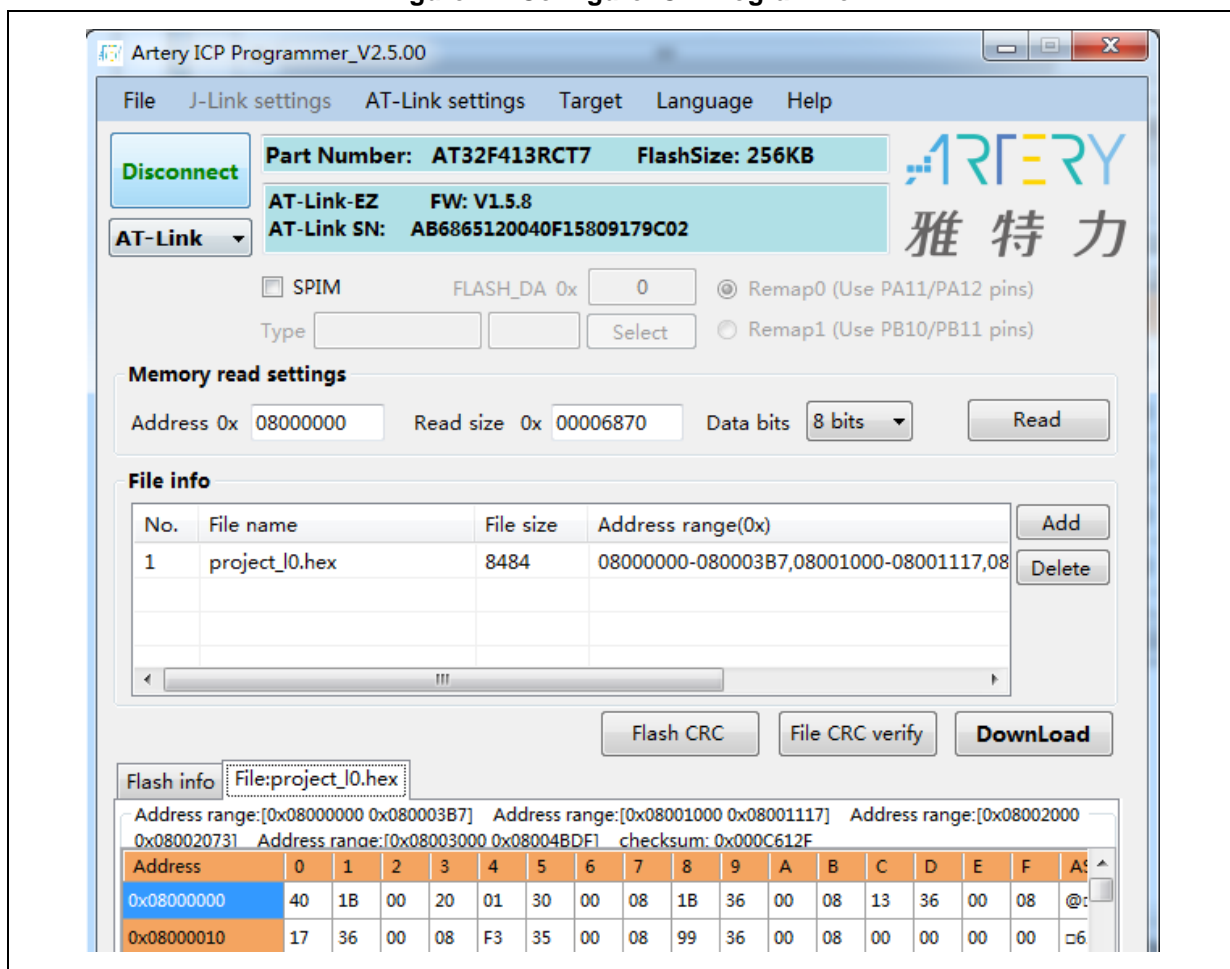 Artery ICP Programmer_V2.5.00
File J-Link settings AT-Link settings Target Language Help
Disconnect
Part Number: AT32F413RCT7 FlashSize: 256KB
AT-Link-EZ FW: V1.5.8
AT-Link SN: AB6865120040F15809179C02
AT-Link
ARTERY
雅特力
SPIM FLASH_DA 0x 0 Remap0 (Use PA11/PA12 pins)
Type Select Remap1 (Use PB10/PB11 pins)
Memory read settings
Address 0x 08000000 Read size 0x 00006870 Data bits 8 bits Read
File info
No. File name File size Address range(0x) Add
1 project_l0.hex 8484 08000000-080003B7,08001000-08001117,08 Delete
Flash CRC File CRC verify DownLoad
Flash info File:project_l0.hex
Address range:[0x08000000 0x080003B7] Address range:[0x08001000 0x08001117] Address range:[0x08002000
0x08002073] Address range:[0x08003000 0x08004BDF] checksum: 0x000C612F
Address 0 1 2 3 4 5 6 7 8 9 A B C D E F
0x08000000 40 1B 00 20 01 30 00 08 1B 36 00 08 13 36 00 08
0x08000010 17 36 00 08 F3 35 00 08 99 36 00 08 00 00 00 00